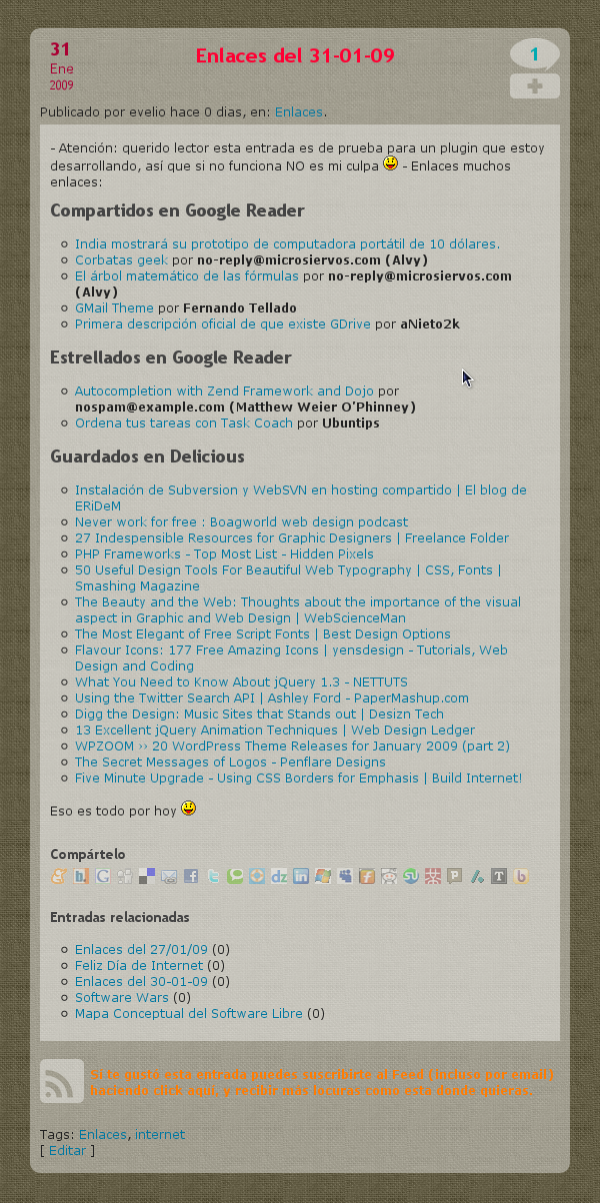 31
Ene
2009
Enlaces del 31-01-09
1
Publicado por evelio hace 0 dias, en: Enlaces.
- Atención: querido lector esta entrada es de prueba para un plugin que estoy
desarrollando, así que si no funciona NO es mi culpa - Enlaces muchos
enlaces:
Compartidos en Google Reader
India mostrará su prototipo de computadora portátil de 10 dólares.
Corbatas geek por no-reply@microsiervos.com (Alvy)
El árbol matemático de las fórmulas por no-reply@microsiervos.com
(Alvy)
GMail Theme por Fernando Tellado
Primera descripción oficial de que existe GDrive por aNieto2k
Estrellados en Google Reader
Autocompletion with Zend Framework and Dojo por
nospam@example.com (Matthew Weier O'Phinney)
Ordena tus tareas con Task Coach por Ubuntips
Guardados en Delicious
Instalación de Subversion y WebSVN en hosting compartido | El blog de
ERiDeM
Never work for free : Boagworld web design podcast
27 Indespensible Resources for Graphic Designers | Freelance Folder
PHP Frameworks - Top Most List - Hidden Pixels
50 Useful Design Tools For Beautiful Web Typography | CSS, Fonts |
Smashing Magazine
The Beauty and the Web: Thoughts about the importance of the visual
aspect in Graphic and Web Design | WebScienceMan
The Most Elegant of Free Script Fonts | Best Design Options
Flavour Icons: 177 Free Amazing Icons | yensdesign - Tutorials, Web
Design and Coding
What You Need to Know About jQuery 1.3 - NETTUTS
Using the Twitter Search API | Ashley Ford - PaperMashup.com
Digg the Design: Music Sites that Stands out | Desizn Tech
13 Excellent jQuery Animation Techniques | Web Design Ledger
WPZOOM ›› 20 WordPress Theme Releases for January 2009 (part 2)
The Secret Messages of Logos - Penflare Designs
Five Minute Upgrade - Using CSS Borders for Emphasis | Build Internet!
Eso es todo por hoy
Compártelo
Entradas relacionadas
Enlaces del 27/01/09 (0)
Feliz Día de Internet (0)
Enlaces del 30-01-09 (0)
Software Wars (0)
Mapa Conceptual del Software Libre (0)
Si te gustó esta entrada puedes suscribirte al Feed (incluso por email)
haciendo click aquí, y recibir más locuras como esta donde quieras.
Tags: Enlaces, internet
[ Editar ]